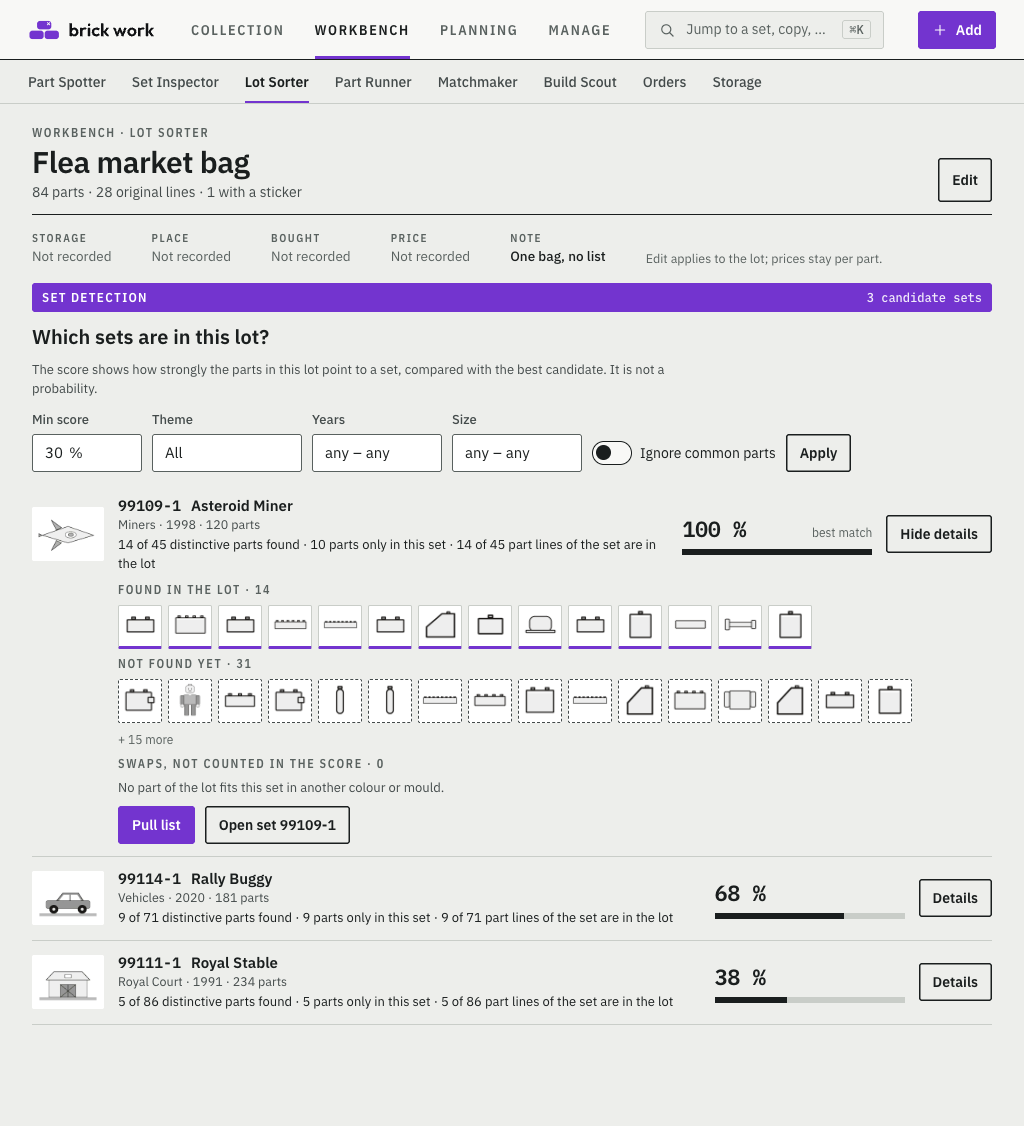 brick work
COLLECTION
WORKBENCH
PLANNING
MANAGE
Jump to a set, copy, ...
⌘K
Add
Part Spotter
Set Inspector
Lot Sorter
Part Runner
Matchmaker
Build Scout
Orders
Storage
WORKBENCH · LOT SORTER
Flea market bag
84 parts · 28 original lines · 1 with a sticker
Edit
STORAGE
Not recorded
PLACE
Not recorded
BOUGHT
Not recorded
PRICE
Not recorded
NOTE
One bag, no list
Edit applies to the lot; prices stay per part.
SET DETECTION
3 candidate sets
Which sets are in this lot?
The score shows how strongly the parts in this lot point to a set, compared with the best candidate. It is not a
probability.
Min score
30 %
Theme
All
Years
any – any
Size
any – any
Ignore common parts
Apply
99109-1 Asteroid Miner
Miners · 1998 · 120 parts
14 of 45 distinctive parts found · 10 parts only in this set · 14 of 45 part lines of the set are in
the lot
100 %
best match
Hide details
FOUND IN THE LOT · 14
NOT FOUND YET · 31
+ 15 more
SWAPS, NOT COUNTED IN THE SCORE · 0
No part of the lot fits this set in another colour or mould.
Pull list
Open set 99109-1
99114-1 Rally Buggy
Vehicles · 2020 · 181 parts
9 of 71 distinctive parts found · 9 parts only in this set · 9 of 71 part lines of the set are in the lot
68 %
Details
99111-1 Royal Stable
Royal Court · 1991 · 234 parts
5 of 86 distinctive parts found · 5 parts only in this set · 5 of 86 part lines of the set are in the lot
38 %
Details